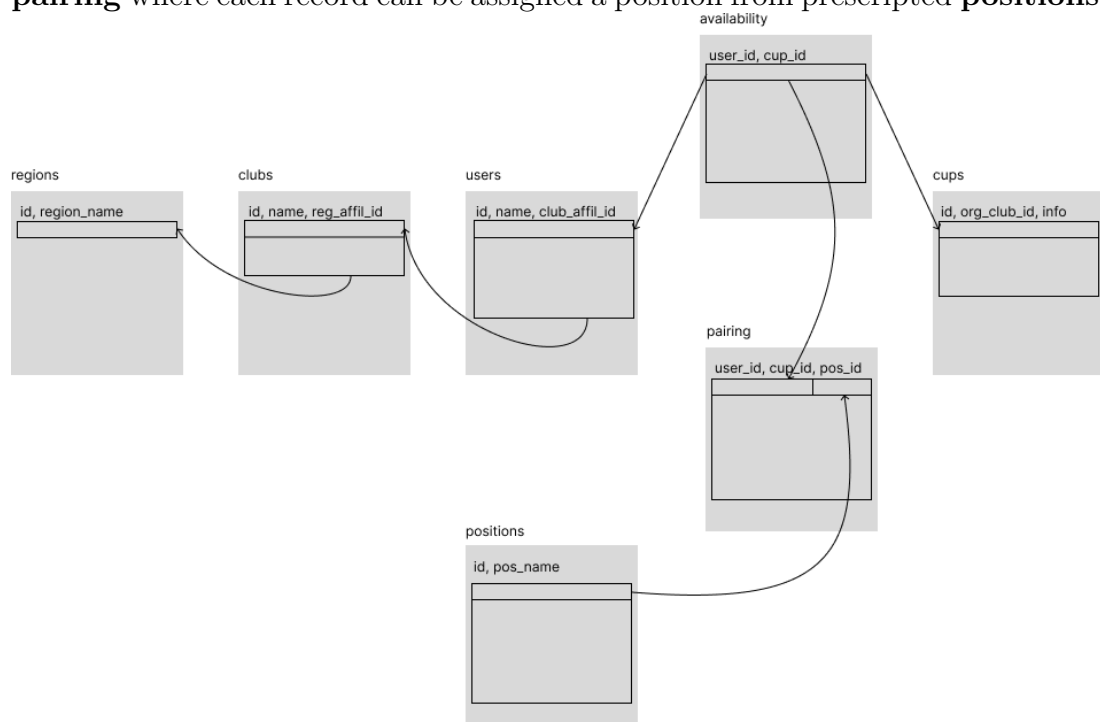 pairing where each record can be assigned a position from prescripted positions
availability
user_id, cup_id
regions
id, region_name
clubs
id, name, reg_affil_id
users
id, name, club_affil_id
cups
id, org_club_id, info
pairing
user_id, cup_id, pos_id
positions
id, pos_name